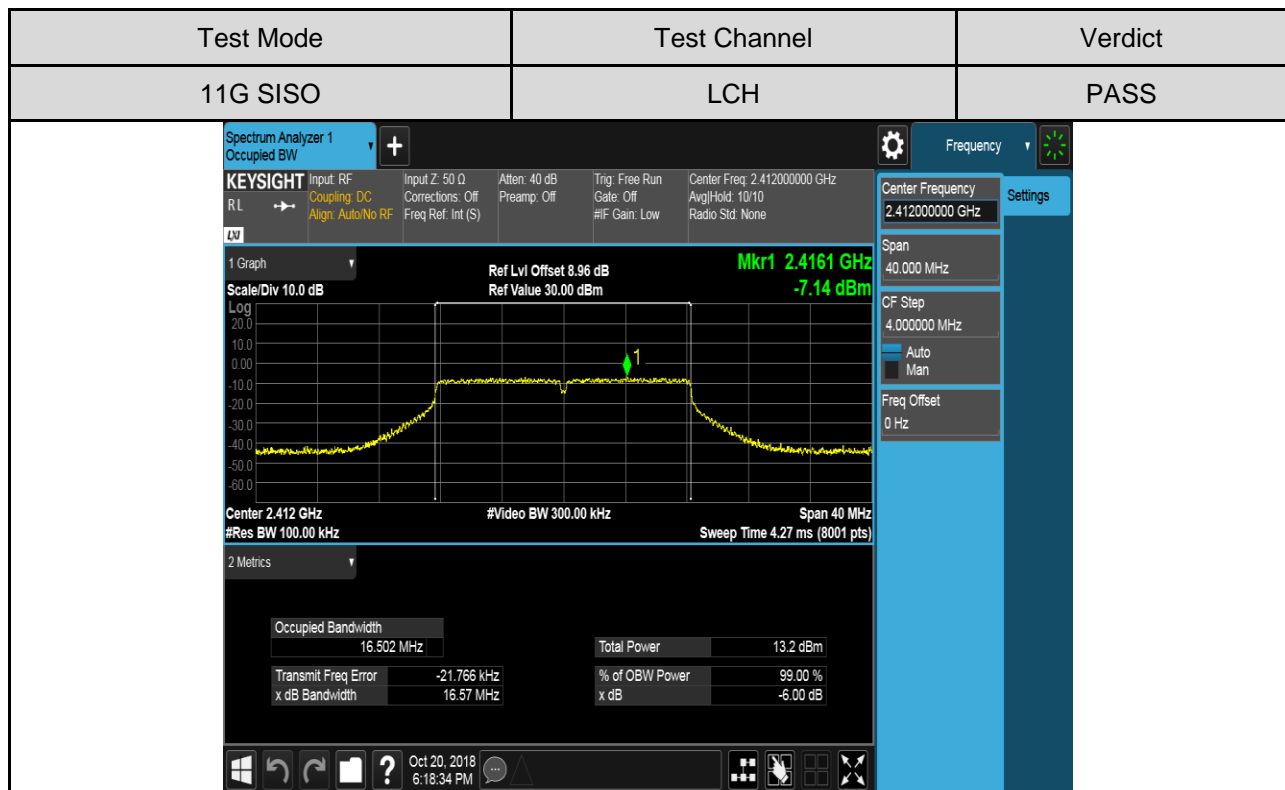 Test Mode Test Channel Verdict
11G SISO LCH PASS
Spectrum Analyzer 1
Occupied BW
+
Frequency
KEYSIGHT Input: RF Input Z: 50 Ω Atten: 40 dB Trig: Free Run Center Freq: 2.412000000 GHz
RL Coupling: DC Corrections: Off Preamp: Off Gate: Off Avg|Hold: 10/10
Align: Auto/No RF Freq Ref: Int (S) #IF Gain: Low Radio Std: None
LXI
Center Frequency
2.412000000 GHz
Settings
Span
40.000 MHz
CF Step
4.000000 MHz
Auto
Man
Freq Offset
0 Hz
1 Graph
Ref Lvl Offset 8.96 dB
Mkr1 2.4161 GHz
Scale/Div 10.0 dB Ref Value 30.00 dBm -7.14 dBm
Log
20.0
10.0
0.00
1
-10.0
-20.0
-30.0
-40.0
-50.0
-60.0
Center 2.412 GHz #Video BW 300.00 kHz Span 40 MHz
#Res BW 100.00 kHz Sweep Time 4.27 ms (8001 pts)
2 Metrics
Occupied Bandwidth
16.502 MHz Total Power 13.2 dBm
Transmit Freq Error -21.766 kHz % of OBW Power 99.00 %
x dB Bandwidth 16.57 MHz x dB -6.00 dB
? Oct 20, 2018
6:18:34 PM